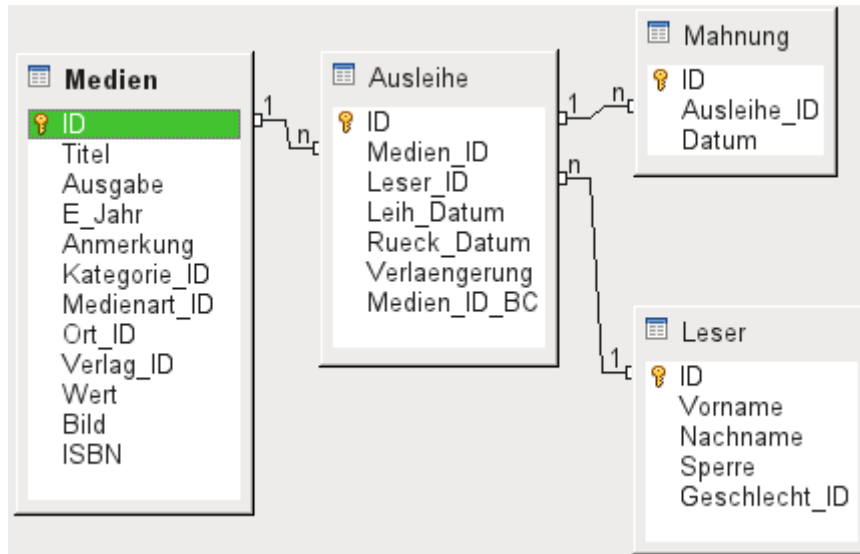 Medien
ID
Titel
Ausgabe
E_Jahr
Anmerkung
Kategorie_ID
Medienart_ID
Ort_ID
Verlag_ID
Wert
Bild
ISBN
1
n
Ausleihe
ID
Medien_ID
Leser_ID
Leih_Datum
Rueck_Datum
Verlaengerung
Medien_ID_BC
1
n
n
1
Mahnung
ID
Ausleihe_ID
Datum
Leser
ID
Vorname
Nachname
Sperre
Geschlecht_ID